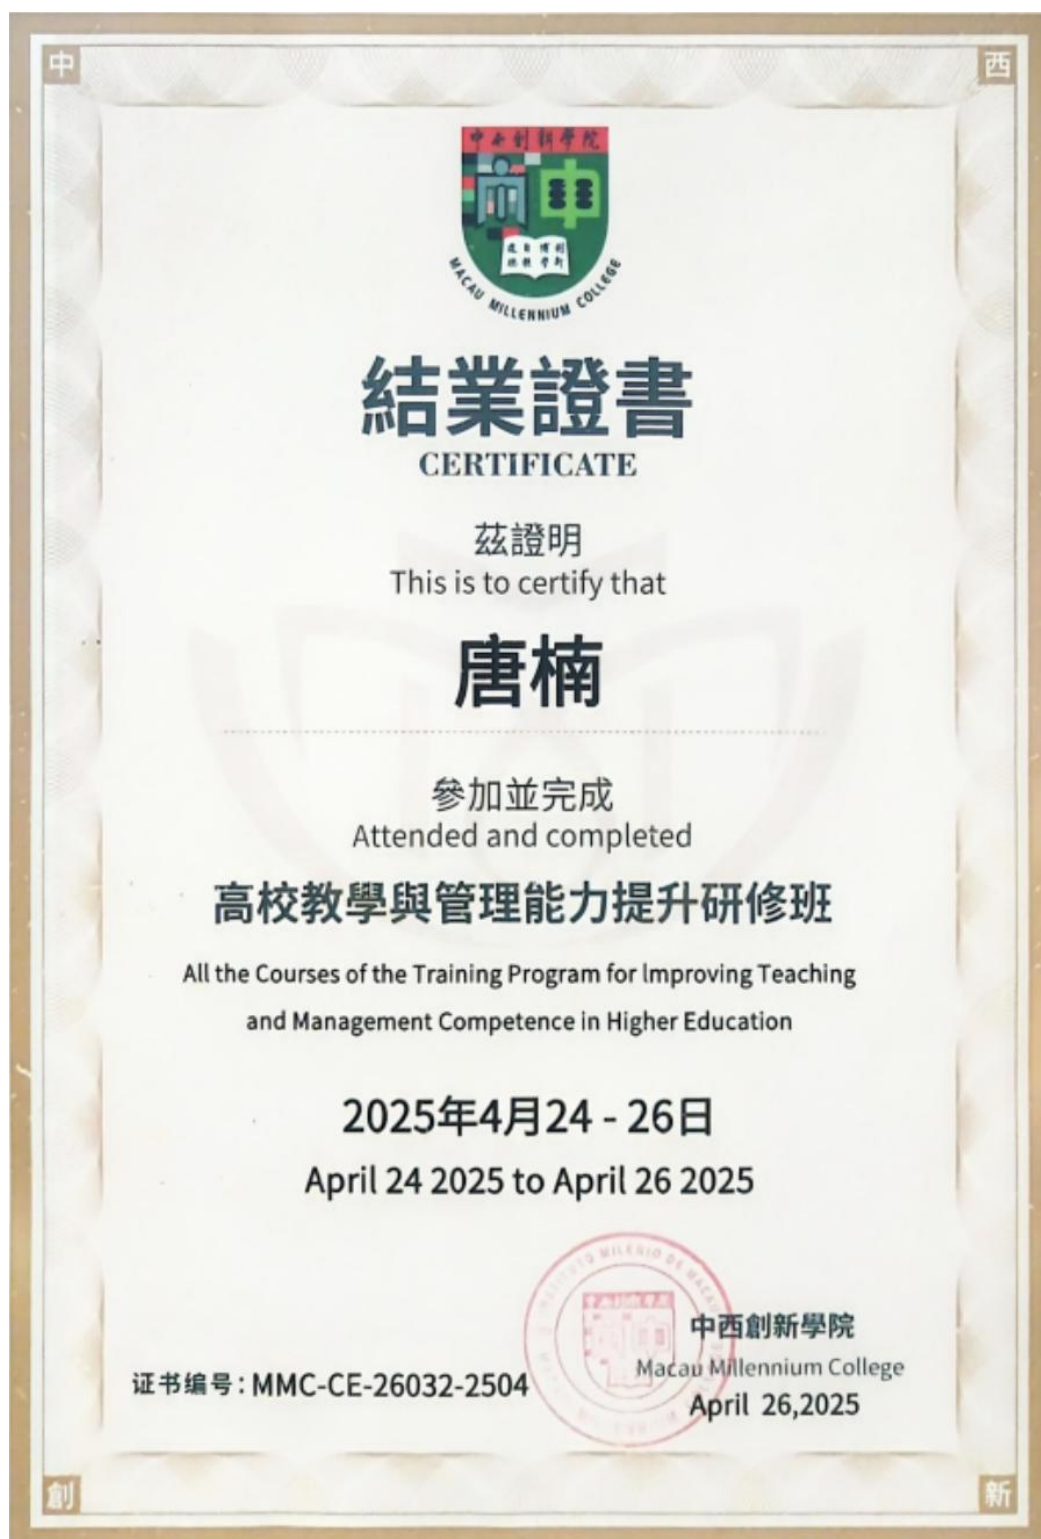 中
西
中西創新學院
MACAU MILLENNIUM COLLEGE
結業證書
CERTIFICATE
茲證明
This is to certify that
唐楠
參加並完成
Attended and completed
高校教學與管理能力提升研修班
All the Courses of the Training Program for Improving Teaching
and Management Competence in Higher Education
2025年4月24 - 26日
April 24 2025 to April 26 2025
INSTITUTO MILÉNIO DE MACAU
中西創新學院
Macau Millennium College
证书编号：MMC-CE-26032-2504
April 26,2025
創
新